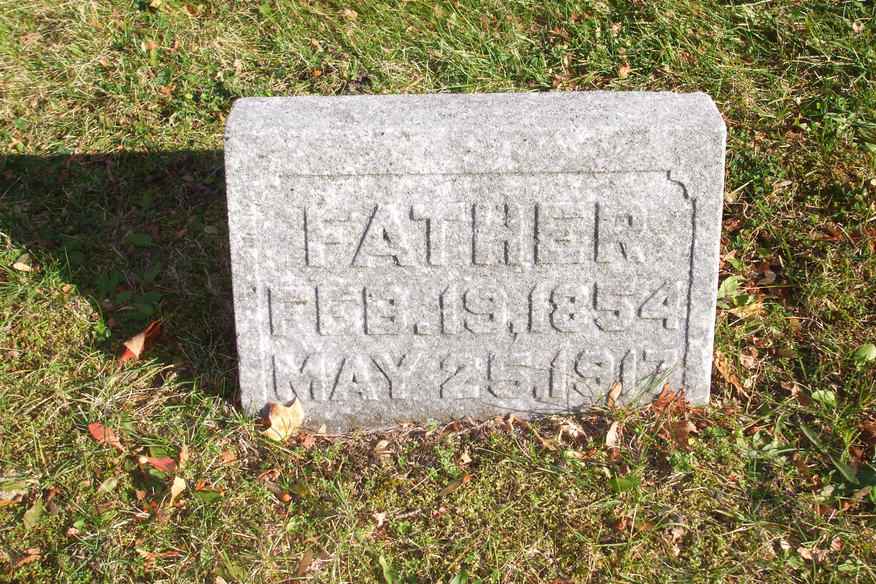 FATHER
FEB. 19, 1854
MAY 25, 1917